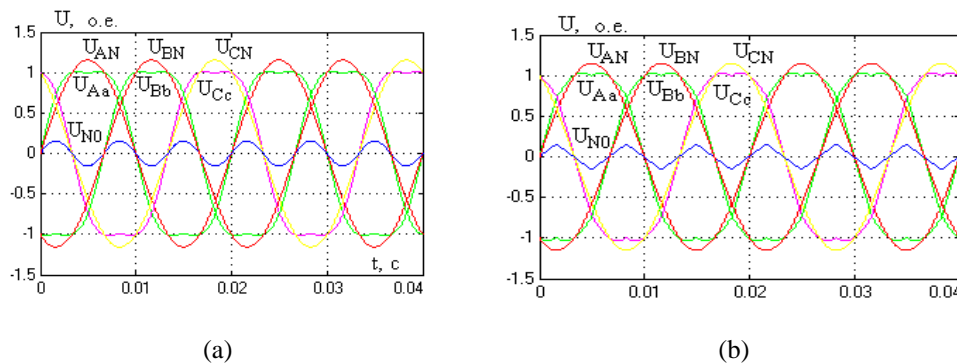 U, o.e.
1.5
U_AN U_BN U_CN
1
U_Aa U_Bb U_Cc
0.5
U_N0
0
-0.5
-1
t, c
-1.5
0 0.01 0.02 0.03 0.04
(a)
U, o.e.
1.5
U_AN U_BN U_CN
1
U_Aa U_Bb U_Cc
0.5
U_N0
0
-0.5
-1
-1.5
0 0.01 0.02 0.03 0.04
(b)